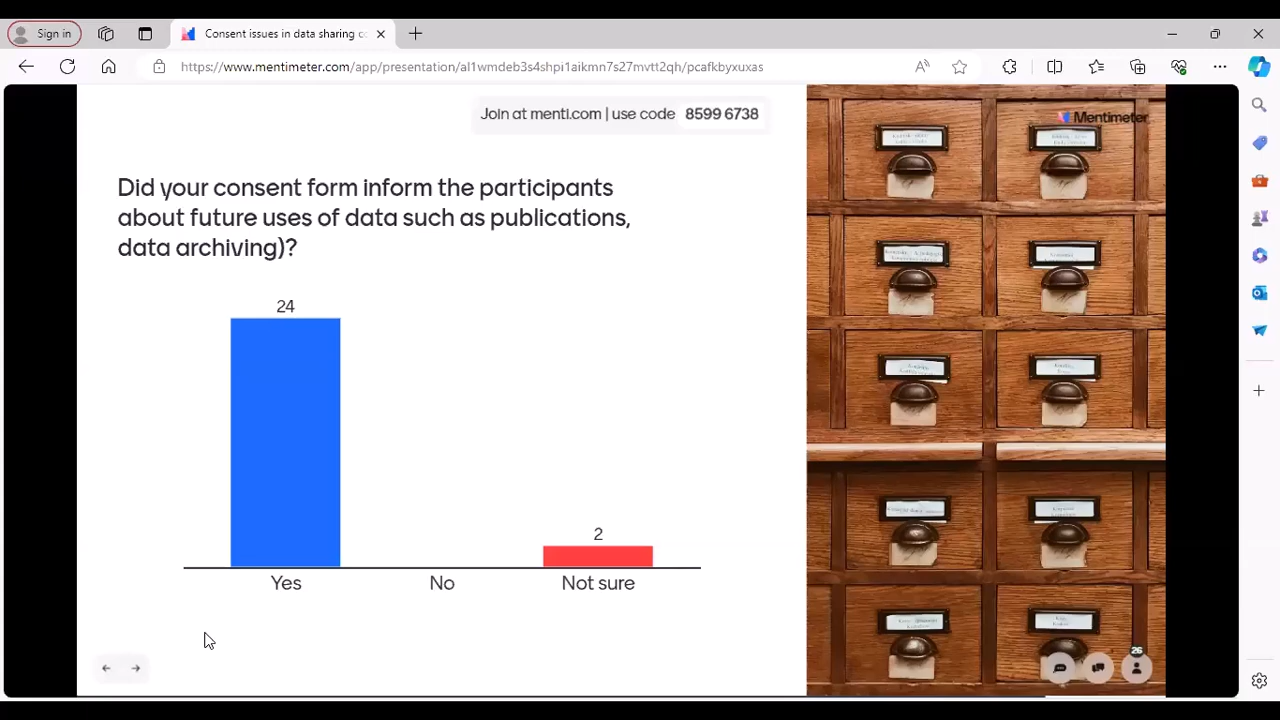 Sign in
Consent issues in data sharing co
https://www.mentimeter.com/app/presentation/al1wmdeb3s4shpi1aikmn7s27mvtt2qh/pcafkbyxuxas
Join at menti.com | use code 8599 6738
Mentimeter
Did your consent form inform the participants
about future uses of data such as publications,
data archiving)?
24
2
Yes
No
Not sure
26